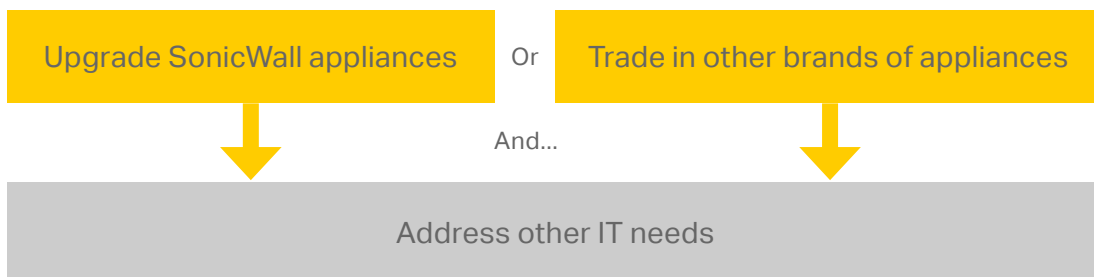 Upgrade SonicWall appliances
Or
Trade in other brands of appliances
And...
Address other IT needs